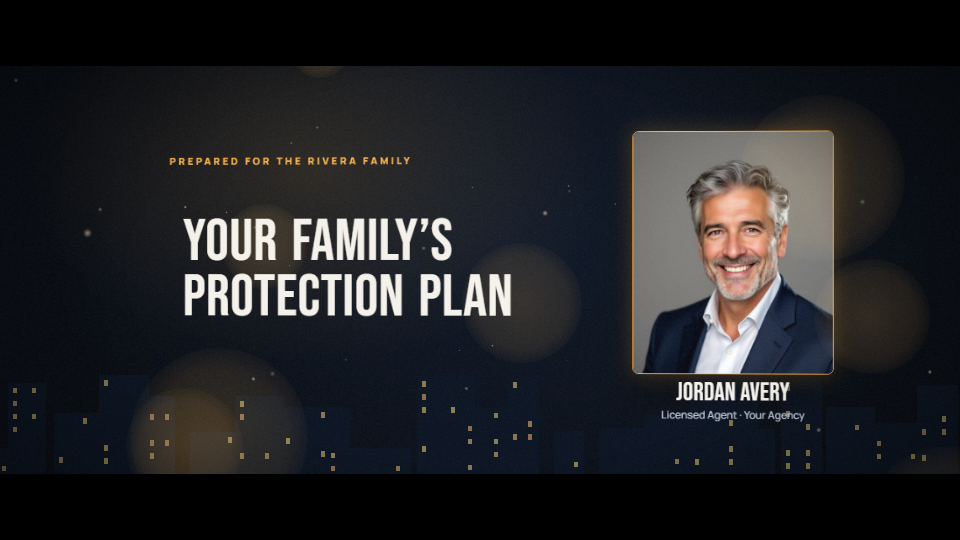 PREPARED FOR THE RIVERA FAMILY
YOUR FAMILY’S
PROTECTION PLAN
JORDAN AVERY
Licensed Agent · Your Agency